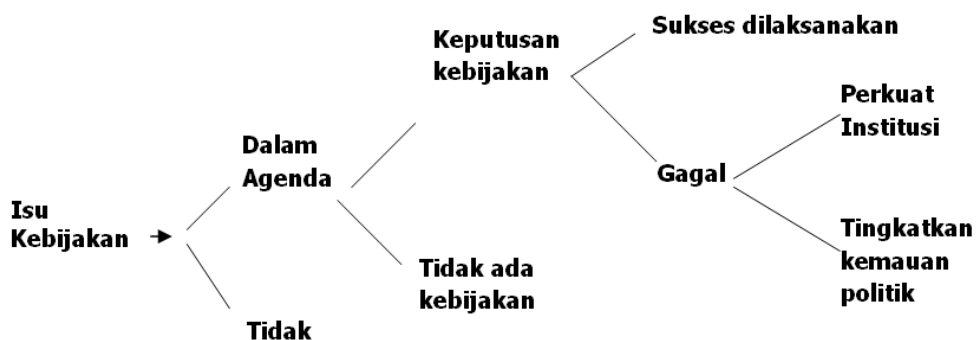 Isu
Kebijakan
Dalam
Agenda
Tidak
Keputusan
kebijakan
Tidak ada
kebijakan
Sukses dilaksanakan
Gagal
Perkuat
Institusi
Tingkatkan
kemauan
politik